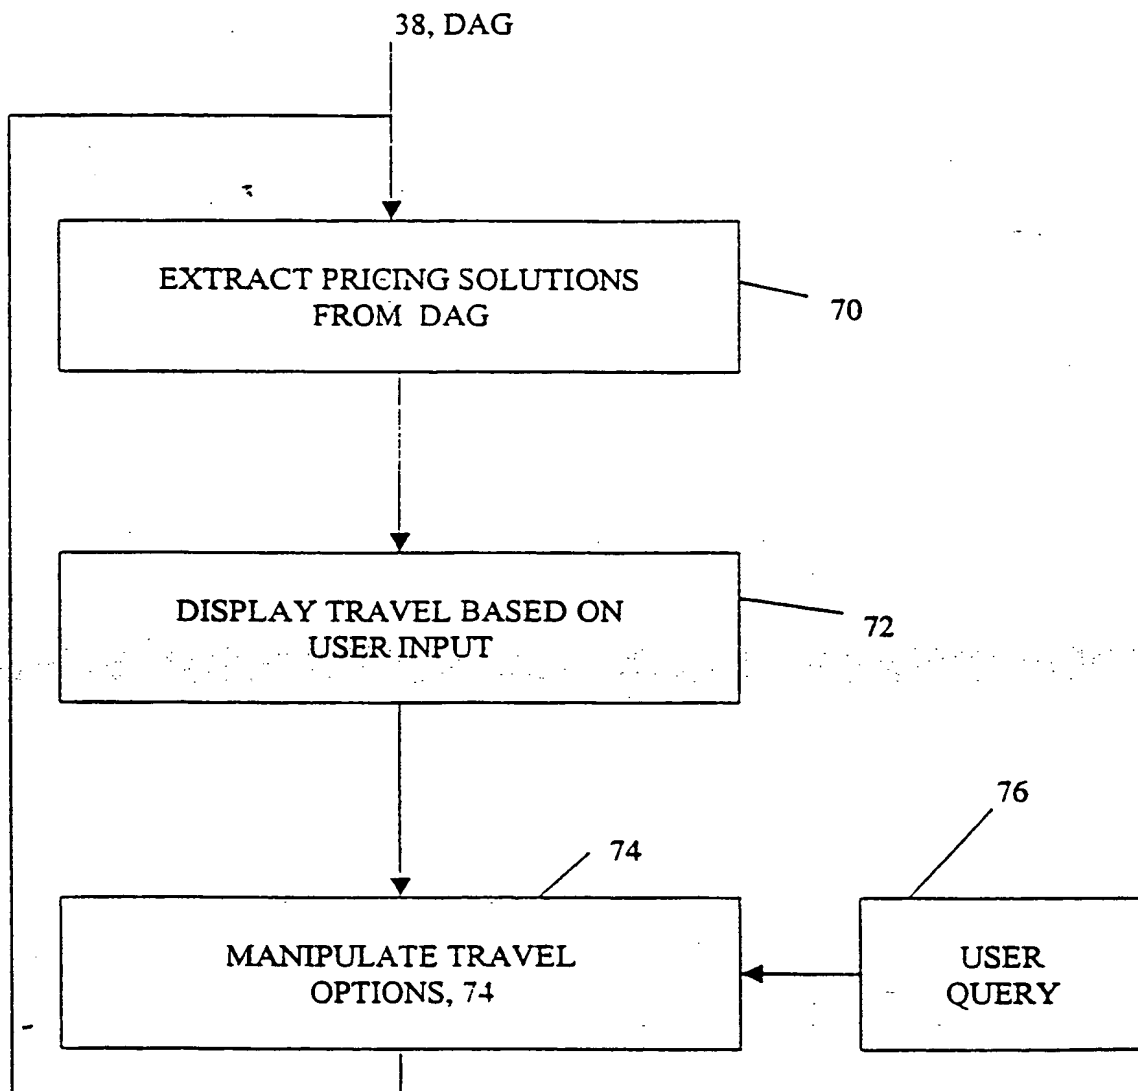 38, DAG
EXTRACT PRICING SOLUTIONS
FROM DAG
70
DISPLAY TRAVEL BASED ON
USER INPUT
72
76
74
MANIPULATE TRAVEL
OPTIONS, 74
USER
QUERY